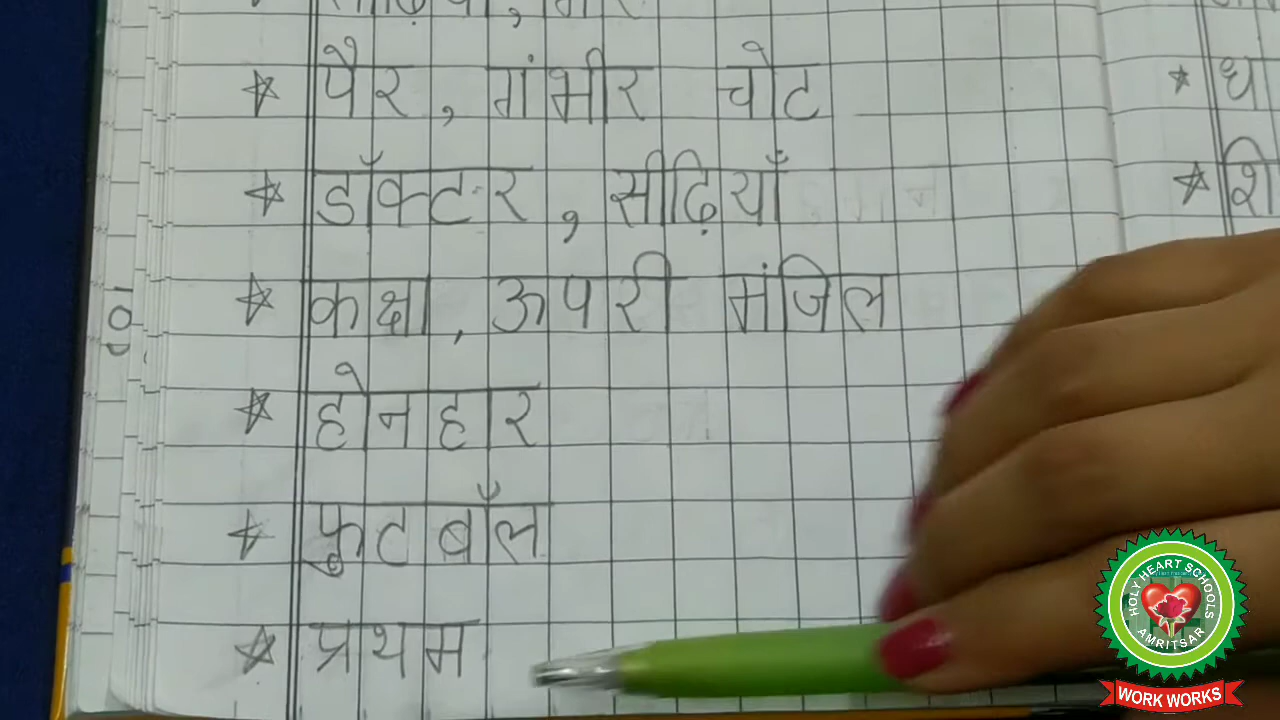 पैर, गंभीर चोट
डॉक्टर, सीढ़ियाँ
कक्षा, ऊपरी मंजिल
होनहार
फुटबॉल
प्रथम
धा
शि
HOLY HEART SCHOOLS
AMRITSAR
WORK WORKS